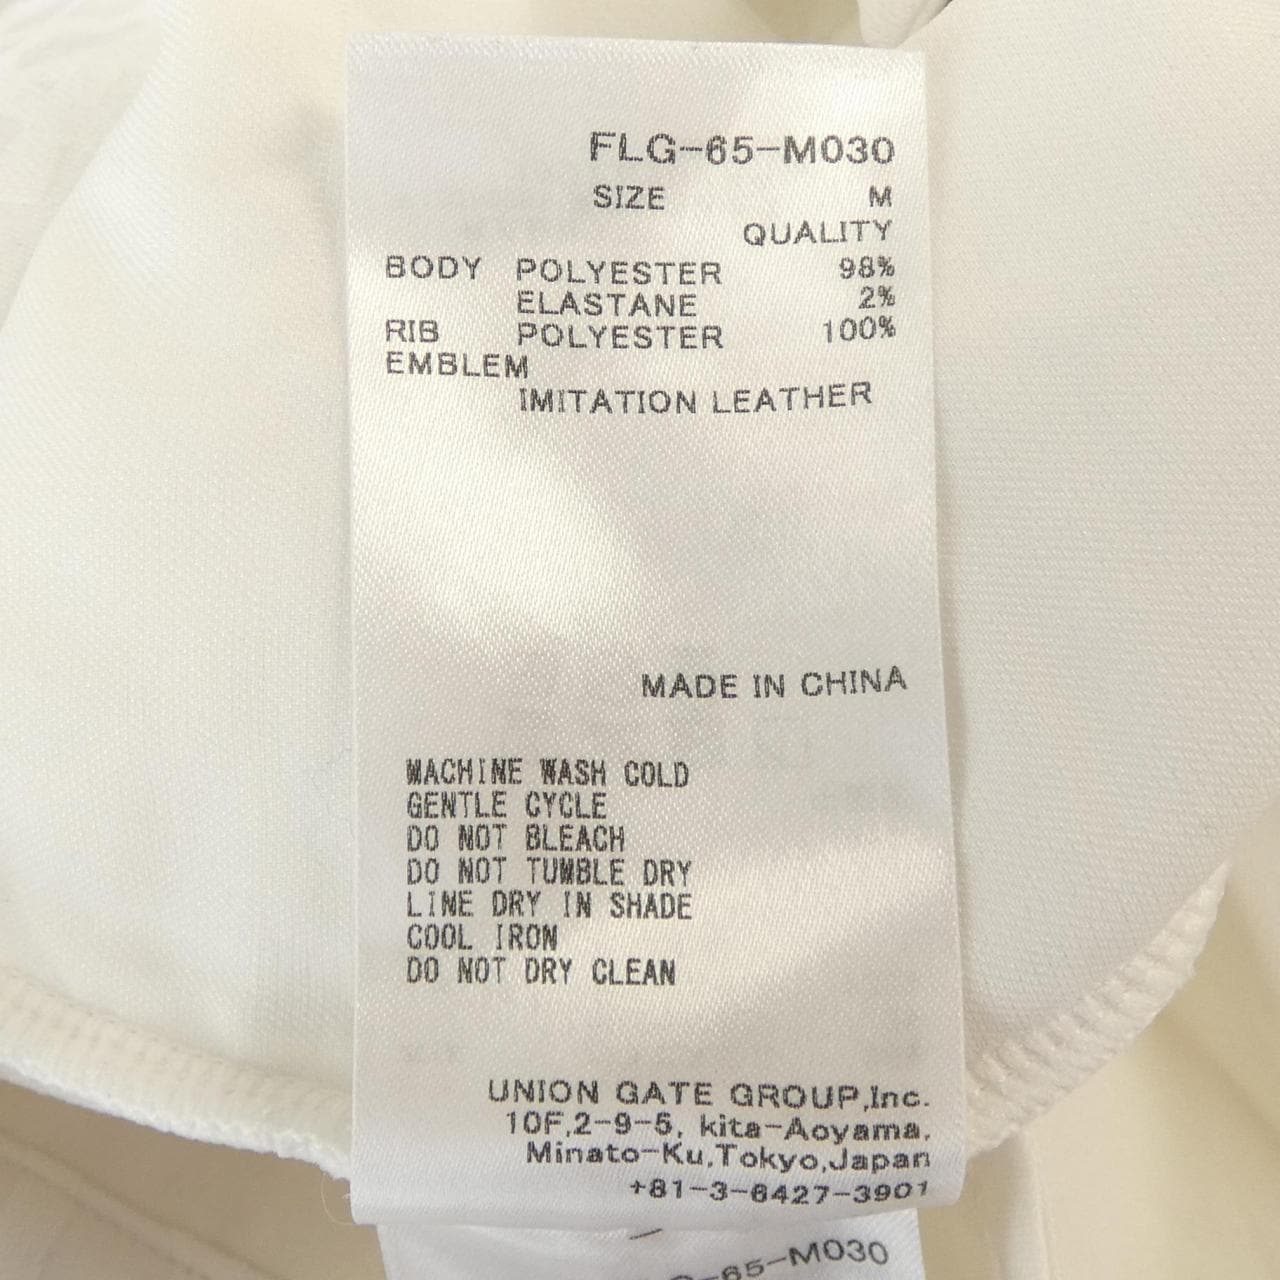 FLG-65-M030
SIZE M
QUALITY
BODY POLYESTER 98%
ELASTANE 2%
RIB POLYESTER 100%
EMBLEM
IMITATION LEATHER
MADE IN CHINA
MACHINE WASH COLD
GENTLE CYCLE
DO NOT BLEACH
DO NOT TUMBLE DRY
LINE DRY IN SHADE
COOL IRON
DO NOT DRY CLEAN
UNION GATE GROUP,Inc.
10F,2-9-5, kita-Aoyama,
Minato-Ku,Tokyo,Japan
+81-3-6427-3901
-65-M030